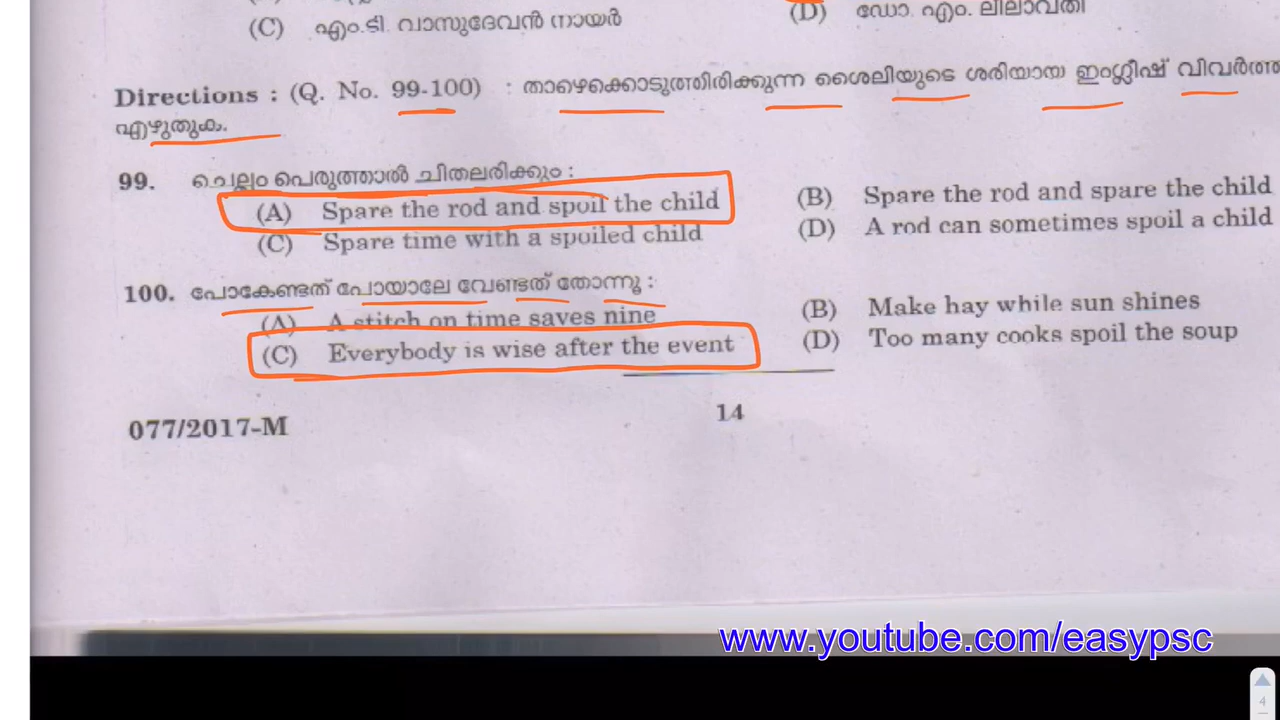 (C) എം.ടി. വാസുദേവൻ നായർ (D) ഡോ. എം. ലീലാവതി
Directions : (Q. No. 99-100) : താഴെക്കൊടുത്തിരിക്കുന്ന ശൈലിയുടെ ശരിയായ ഇംഗ്ലീഷ് വിവർത്ത
എഴുതുക.
99. ചെല്ലം പെരുത്താൽ ചിതലരിക്കും :
(A) Spare the rod and spoil the child (B) Spare the rod and spare the child
(C) Spare time with a spoiled child (D) A rod can sometimes spoil a child
100. പോകേണ്ടത് പോയാലേ വേണ്ടത് തോന്നൂ :
(A) A stitch on time saves nine (B) Make hay while sun shines
(C) Everybody is wise after the event (D) Too many cooks spoil the soup
077/2017-M 14
www.youtube.com/easypsc
4